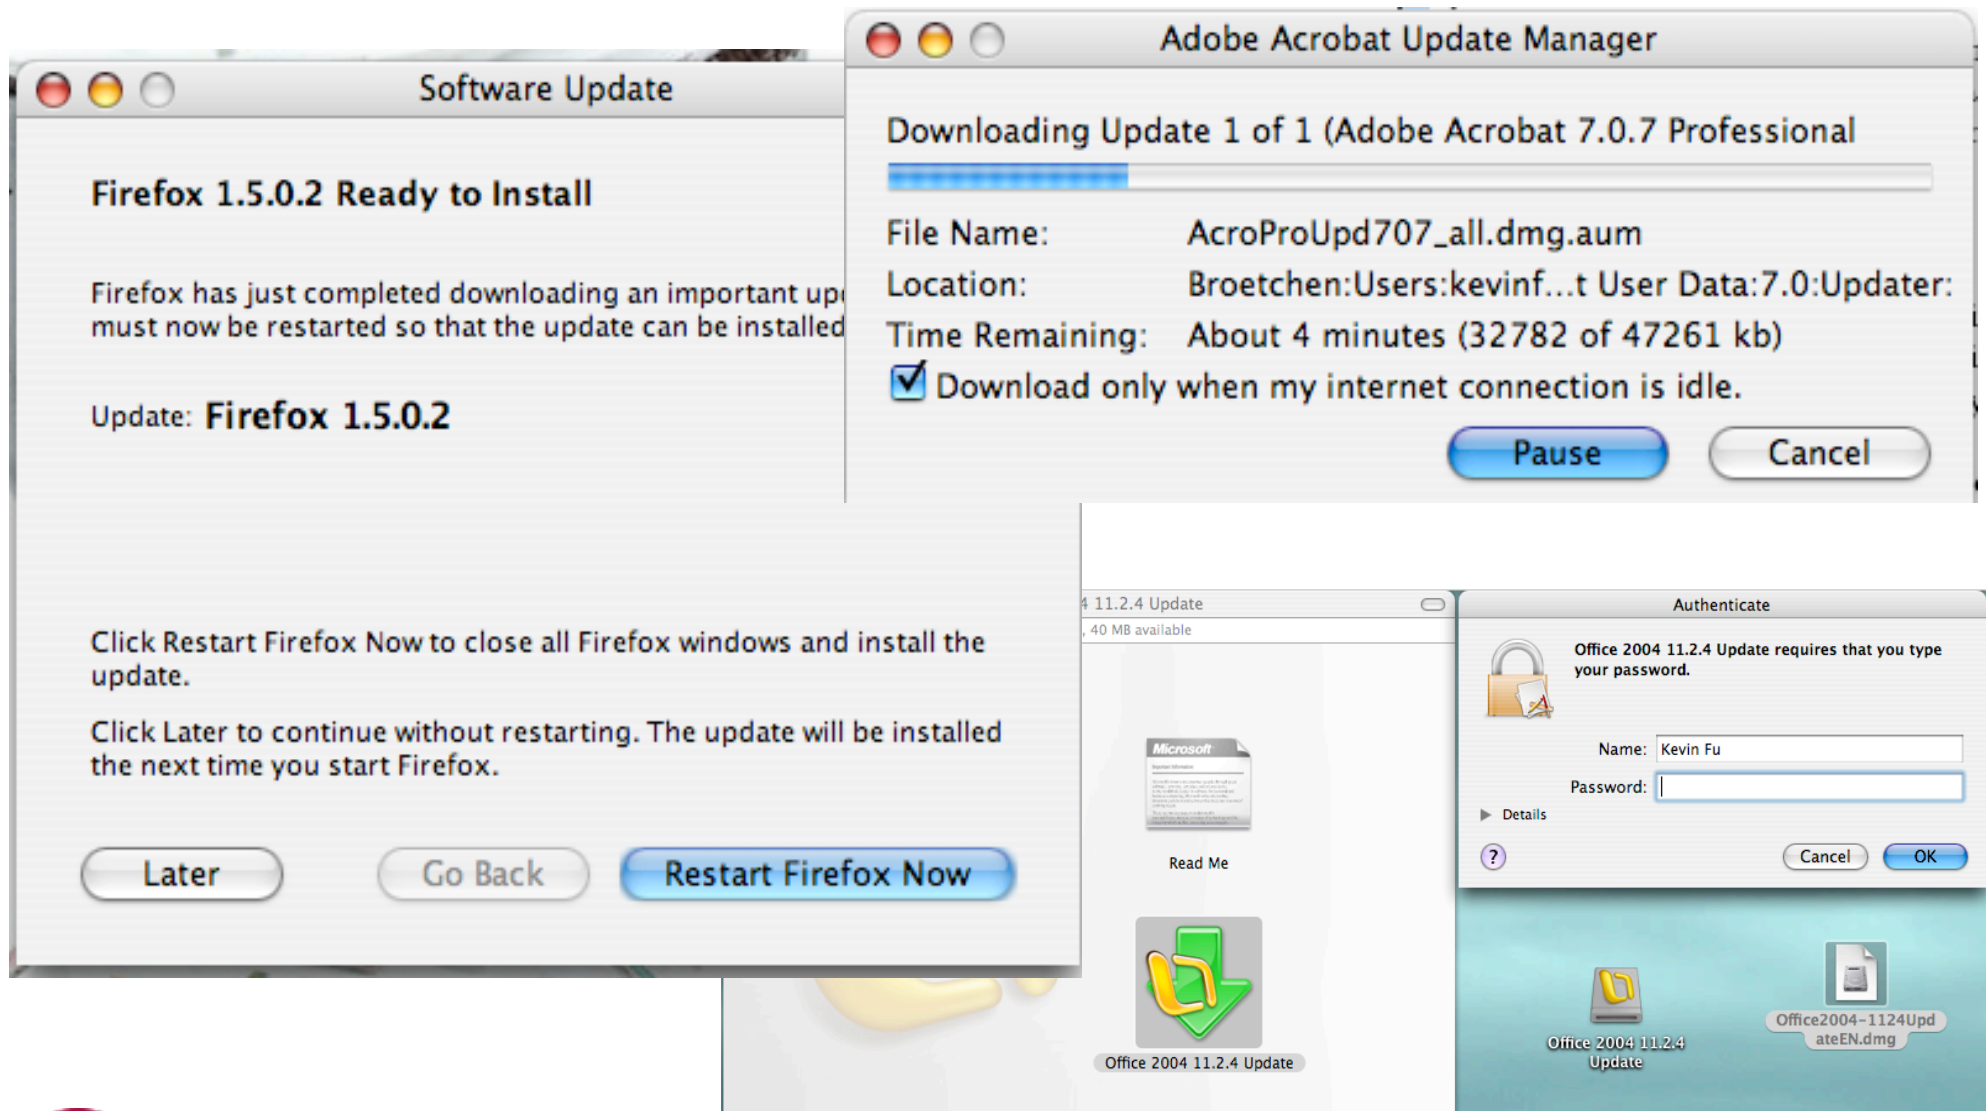 Software Update
Firefox 1.5.0.2 Ready to Install
Firefox has just completed downloading an important
must now be restarted so that the update can be installed
Update: Firefox 1.5.0.2
Click Restart Firefox Now to close all Firefox windows and install the
update.
Click Later to continue without restarting. The update will be installed
the next time you start Firefox.
Later
Go Back
Restart Firefox Now
Adobe Acrobat Update Manager
Downloading Update 1 of 1 (Adobe Acrobat 7.0.7 Professional
File Name: AcroProUpd707_all.dmg.aum
Location: Broetchen:Users:kevinf...t User Data:7.0:Updater:
Time Remaining: About 4 minutes (32782 of 47261 kb)
Download only when my internet connection is idle.
Pause
Cancel
4 11.2.4 Update
, 40 MB available
Microsoft
Read Me
Office 2004 11.2.4 Update
Authenticate
Office 2004 11.2.4 Update requires that you type
your password.
Name: Kevin Fu
Password:
Details
?
Cancel
OK
Office 2004 11.2.4
Update
Office2004-1124Upd
ateEN.dmg